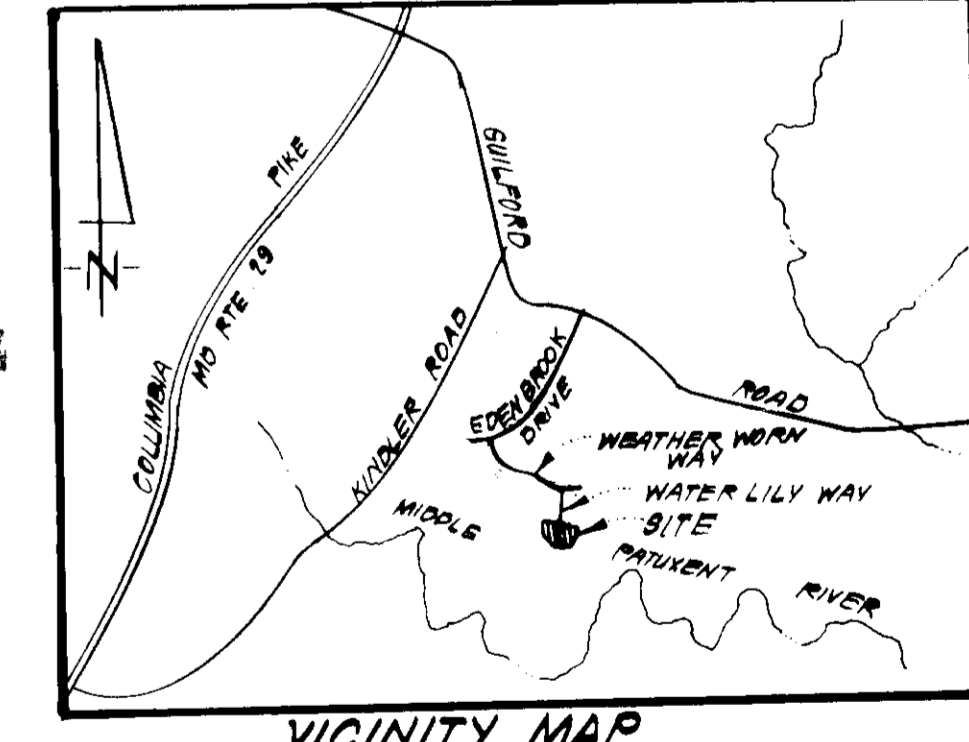 COLUMBIA PIKE
MD RTE 29
GUILFORD ROAD
KINDLER ROAD
EDENBROOK
DRIVE
WEATHER WORN
WAY
WATER LILY WAY
SITE
MIDDLE PATUXENT RIVER
N
VICINITY MAP